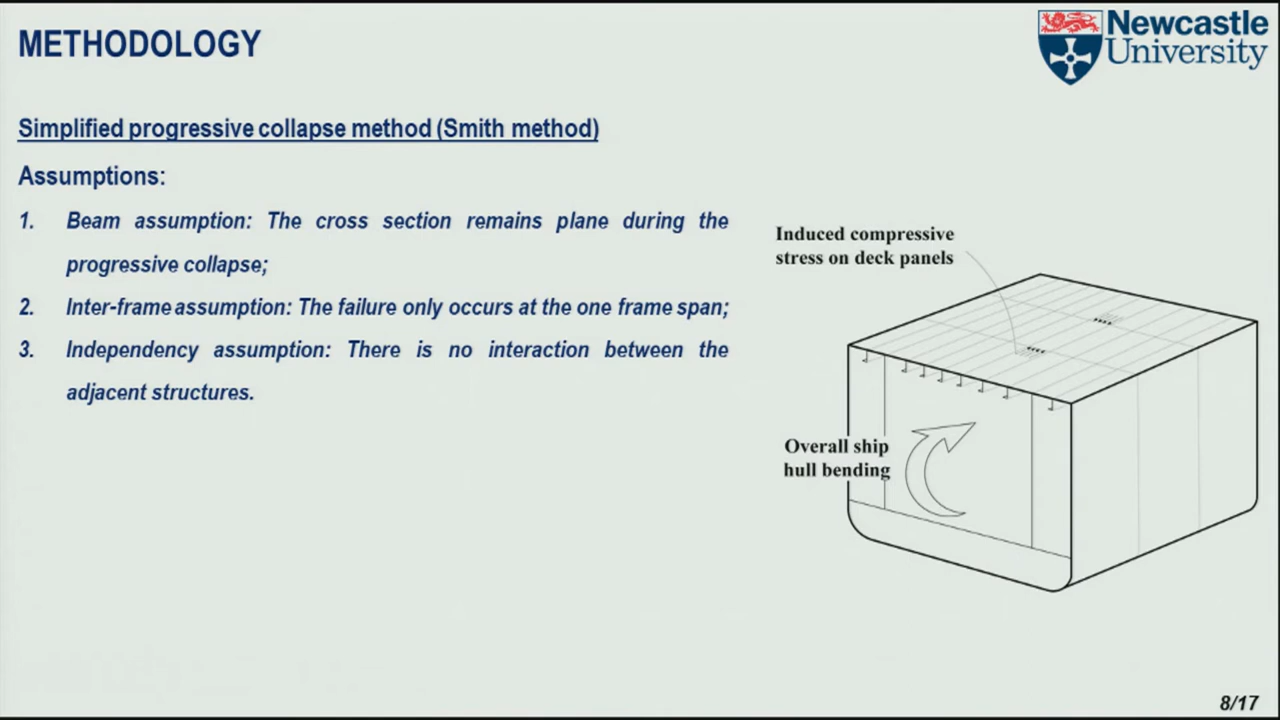 METHODOLOGY
Newcastle
University
Simplified progressive collapse method (Smith method)
Assumptions:
1. Beam assumption: The cross section remains plane during the
progressive collapse;
2. Inter-frame assumption: The failure only occurs at the one frame span;
3. Independency assumption: There is no interaction between the
adjacent structures.
Induced compressive
stress on deck panels
Overall ship
hull bending
8/17